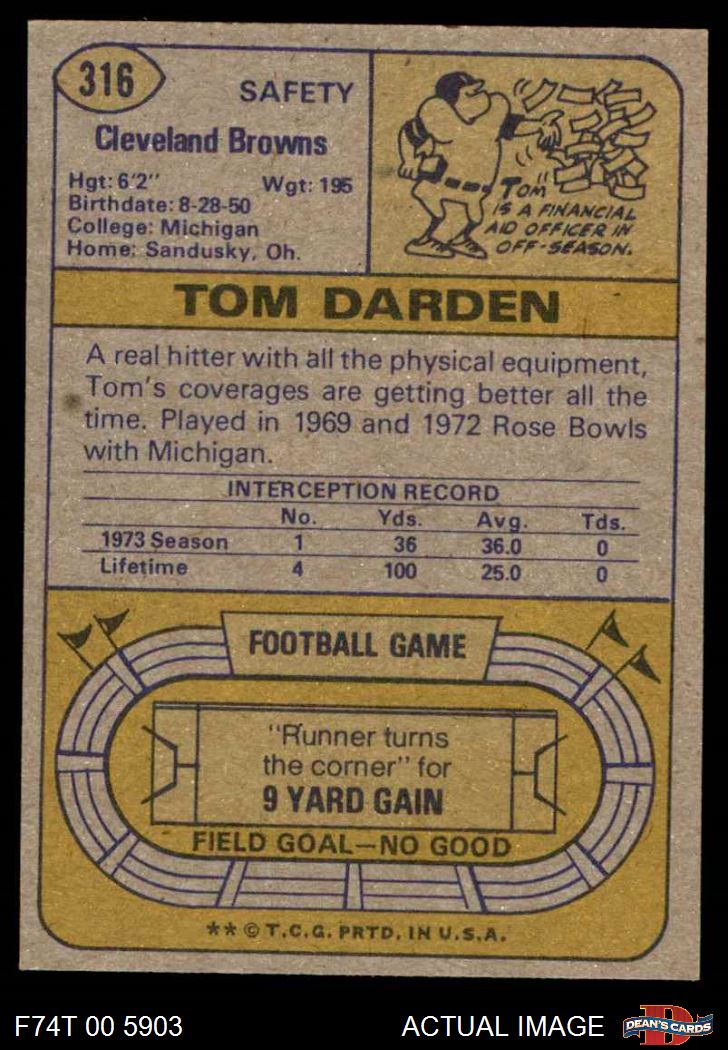 316
SAFETY
Cleveland Browns
Hgt: 6'2" Wgt: 195
Birthdate: 8-28-50
College: Michigan
Home: Sandusky, Oh.
TOM
IS A FINANCIAL
AID OFFICER IN
OFF-SEASON.
TOM DARDEN
A real hitter with all the physical equipment,
Tom's coverages are getting better all the
time. Played in 1969 and 1972 Rose Bowls
with Michigan.
INTERCEPTION RECORD
No. Yds. Avg. Tds.
1973 Season 1 36 36.0 0
Lifetime 4 100 25.0 0
FOOTBALL GAME
"Runner turns
the corner" for
9 YARD GAIN
FIELD GOAL—NO GOOD
** © T.C.G. PRTD. IN U.S.A.
F74T 00 5903 ACTUAL IMAGE D
DEAN'S CARDS